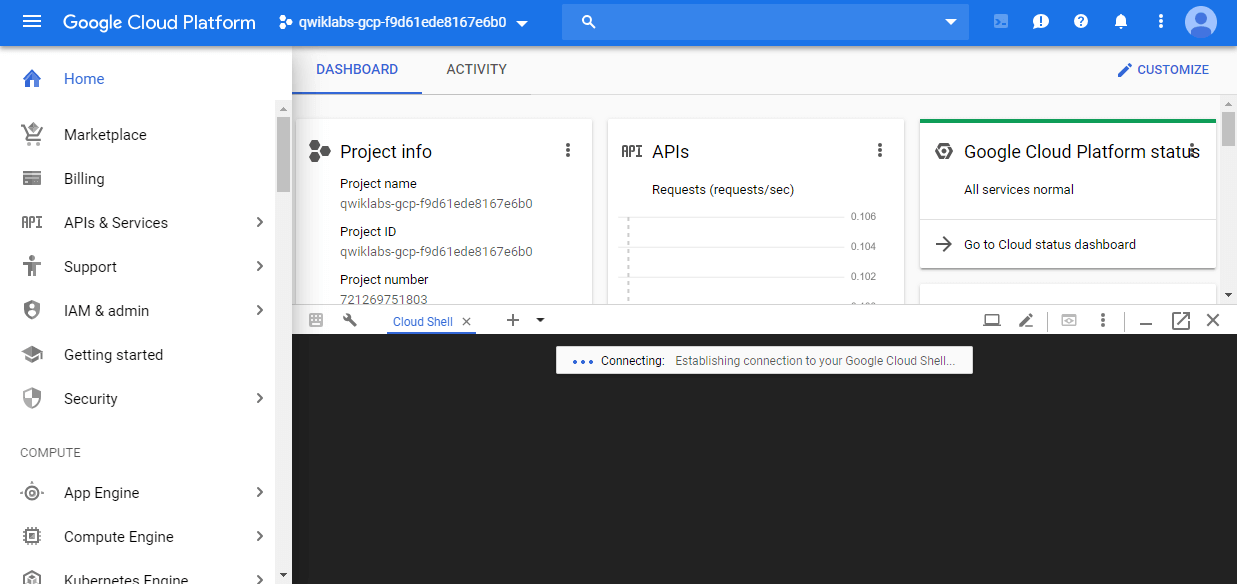 Google Cloud Platform
qwiklabs-gcp-f9d61ede8167e6b0
Home
Marketplace
Billing
API
APIs & Services
Support
IAM & admin
Getting started
Security
COMPUTE
App Engine
Compute Engine
Kubernetes Engine
DASHBOARD
ACTIVITY
CUSTOMIZE
Project info
Project name
qwiklabs-gcp-f9d61ede8167e6b0
Project ID
qwiklabs-gcp-f9d61ede8167e6b0
Project number
721269751803
API
APIs
Requests (requests/sec)
0.106
0.104
0.102
Google Cloud Platform status
All services normal
Go to Cloud status dashboard
Cloud Shell
Connecting: Establishing connection to your Google Cloud Shell...